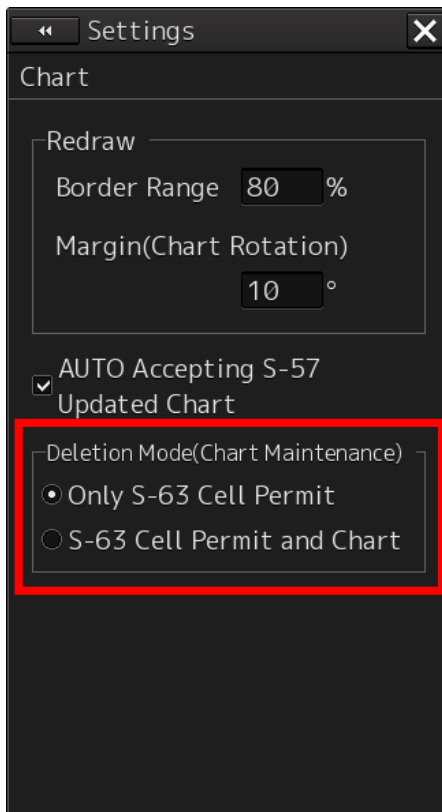 Settings
Chart
Redraw
Border Range 80 %
Margin(Chart Rotation)
10 °
AUTO Accepting S-57
Updated Chart
Deletion Mode(Chart Maintenance)
Only S-63 Cell Permit
S-63 Cell Permit and Chart